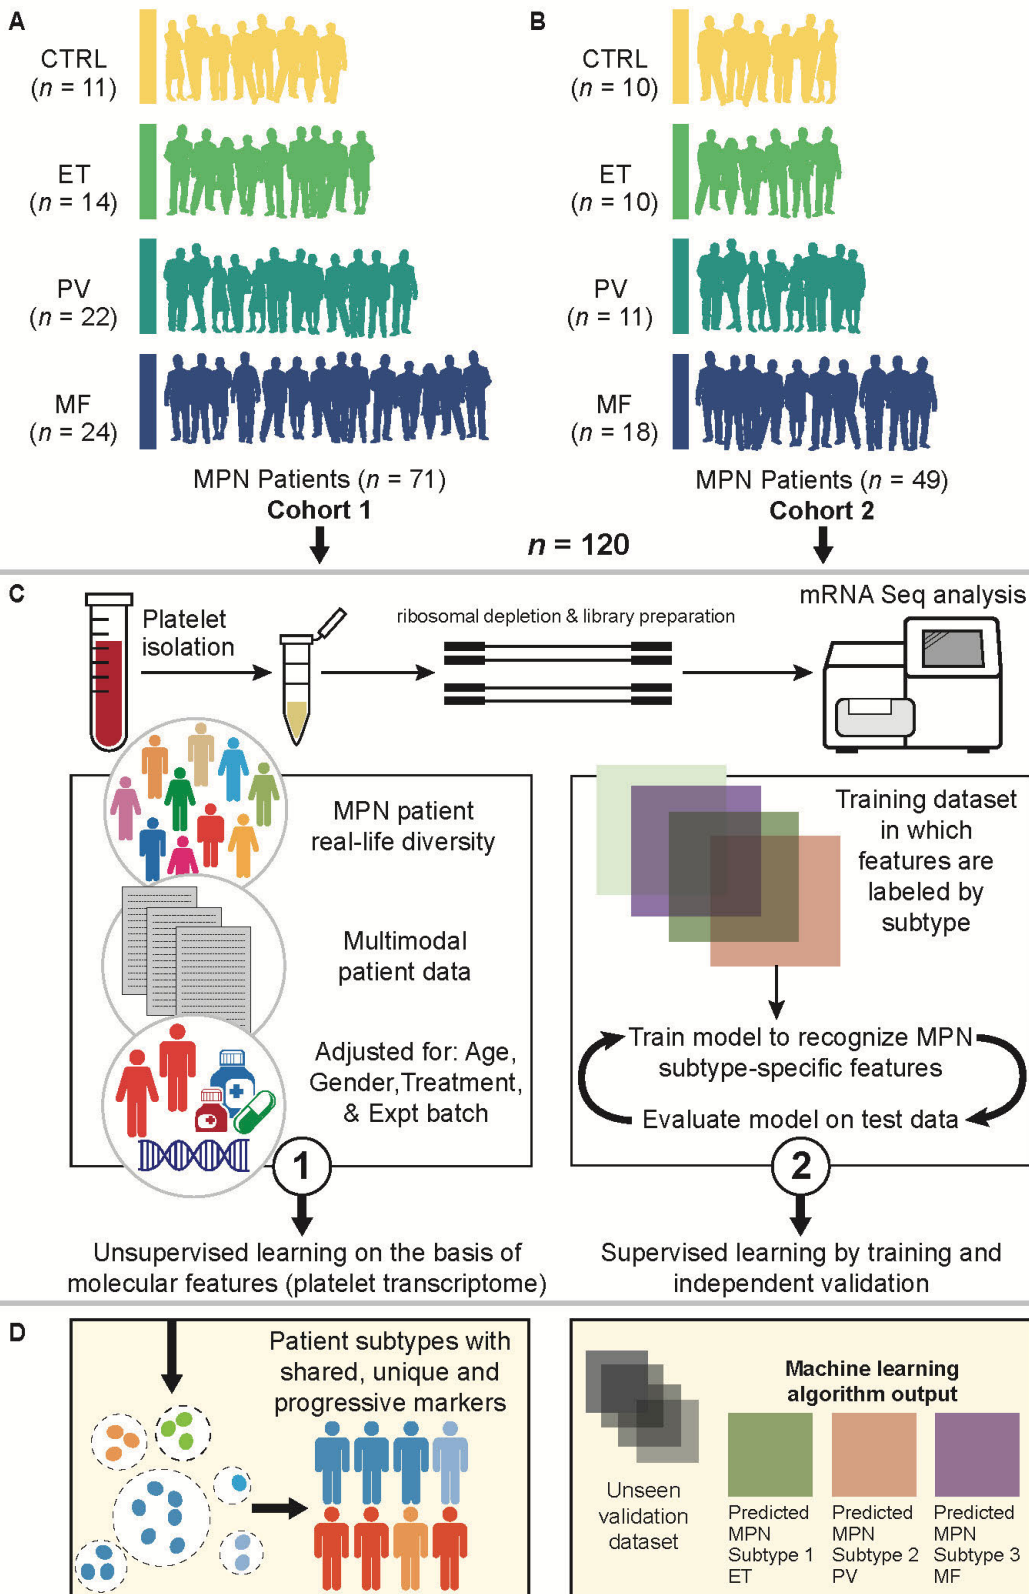 A
CTRL
(n = 11)
ET
(n = 14)
PV
(n = 22)
MF
(n = 24)
MPN Patients (n = 71)
Cohort 1
B
CTRL
(n = 10)
ET
(n = 10)
PV
(n = 11)
MF
(n = 18)
MPN Patients (n = 49)
Cohort 2
n = 120
C
Platelet
isolation
ribosomal depletion & library preparation
mRNA Seq analysis
MPN patient
real-life diversity
Multimodal
patient data
Adjusted for: Age,
Gender, Treatment,
& Expt batch
1
Unsupervised learning on the basis of
molecular features (platelet transcriptome)
Training dataset
in which
features are
labeled by
subtype
Train model to recognize MPN
subtype-specific features
Evaluate model on test data
2
Supervised learning by training and
independent validation
D
Patient subtypes with
shared, unique and
progressive markers
Unseen
validation
dataset
Machine learning
algorithm output
Predicted
MPN
Subtype 1
ET
Predicted
MPN
Subtype 2
PV
Predicted
MPN
Subtype 3
MF